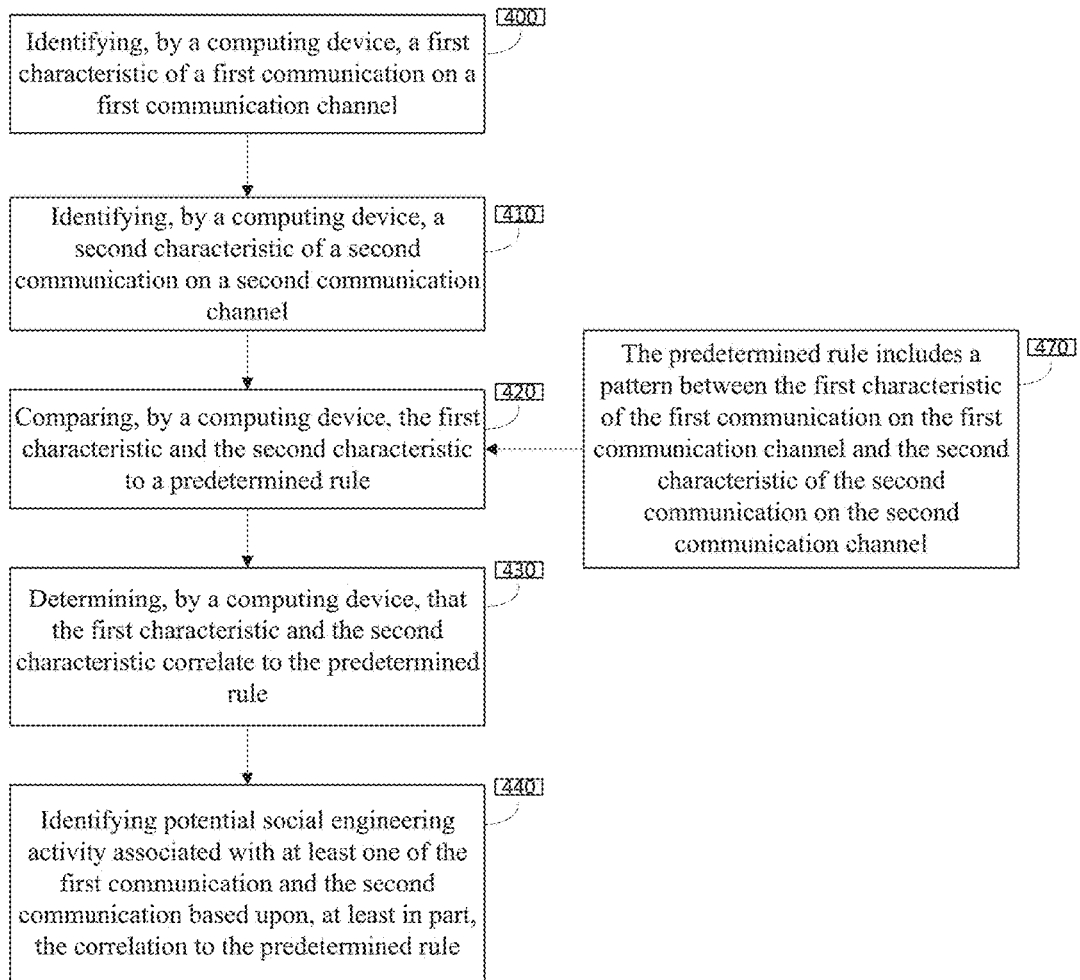 400
Identifying, by a computing device, a first
characteristic of a first communication on a
first communication channel
410
Identifying, by a computing device, a
second characteristic of a second
communication on a second communication
channel
420
Comparing, by a computing device, the first
characteristic and the second characteristic
to a predetermined rule
470
The predetermined rule includes a
pattern between the first characteristic
of the first communication on the first
communication channel and the second
characteristic of the second
communication on the second
communication channel
430
Determining, by a computing device, that
the first characteristic and the second
characteristic correlate to the predetermined
rule
440
Identifying potential social engineering
activity associated with at least one of the
first communication and the second
communication based upon, at least in part,
the correlation to the predetermined rule